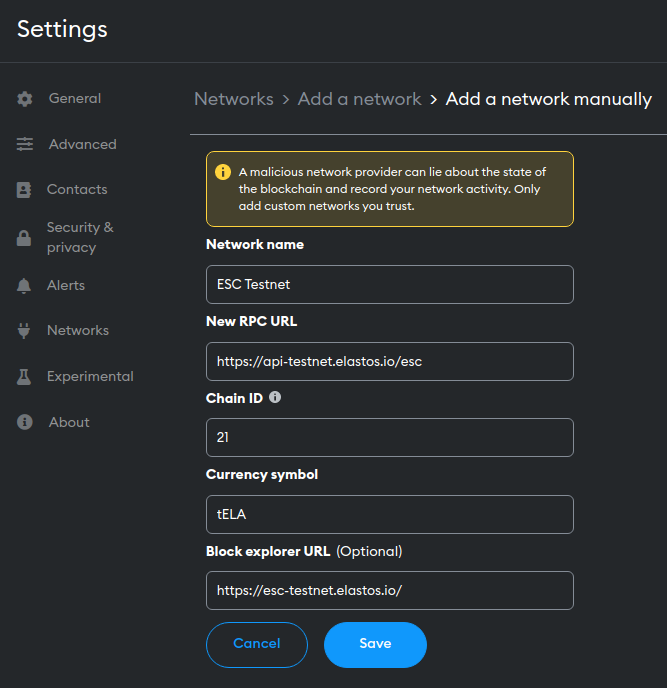 Settings
General
Advanced
Contacts
Security &
privacy
Alerts
Networks
Experimental
About
Networks > Add a network > Add a network manually
A malicious network provider can lie about the state of
the blockchain and record your network activity. Only
add custom networks you trust.
Network name
ESC Testnet
New RPC URL
https://api-testnet.elastos.io/esc
Chain ID
21
Currency symbol
tELA
Block explorer URL (Optional)
https://esc-testnet.elastos.io/
Cancel
Save